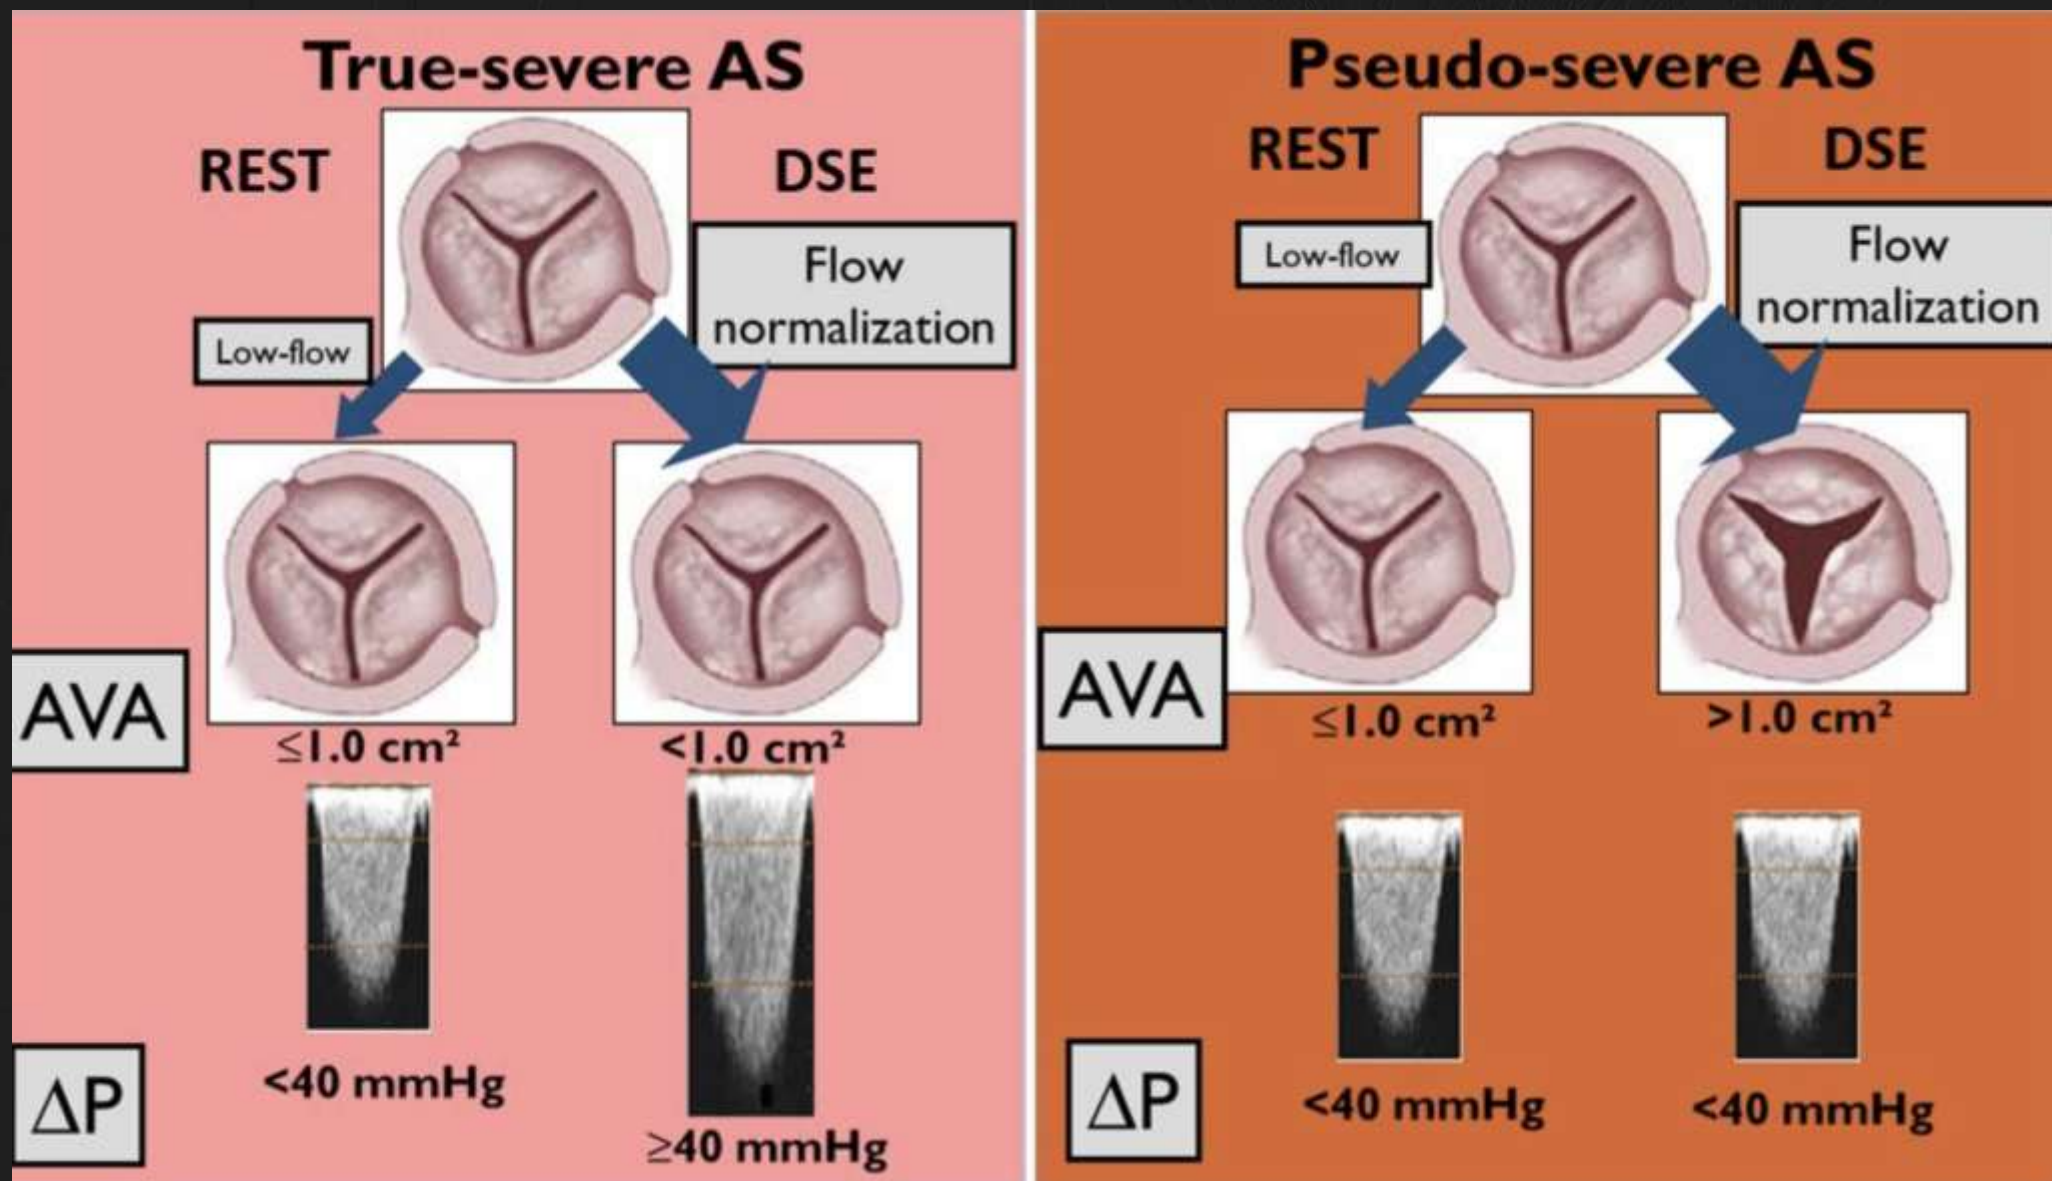 True-severe AS
REST
DSE
Flow
normalization
Low-flow
AVA
≤1.0 cm²
<1.0 cm²
ΔP
<40 mmHg
≥40 mmHg
Pseudo-severe AS
REST
DSE
Low-flow
Flow
normalization
AVA
≤1.0 cm²
>1.0 cm²
ΔP
<40 mmHg
<40 mmHg